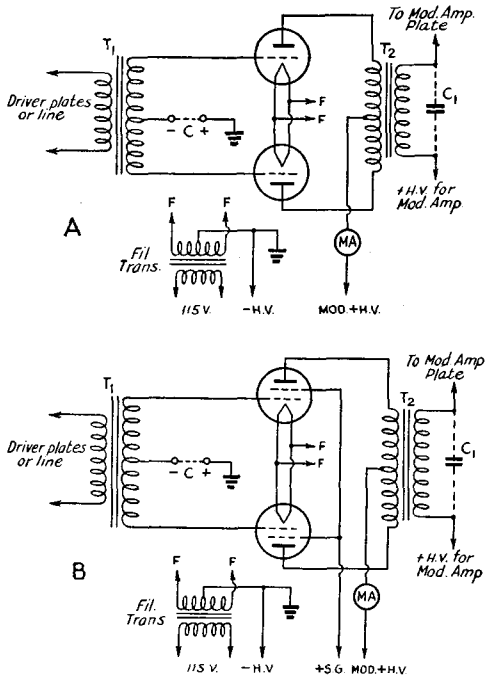 To Mod. Amp.
Plate
T1
T2
Driver plates
or line
- C +
F
F
C1
+ H.V. for
Mod. Amp.
A
F
F
Fil
Trans.
MA
115 V.
-H.V.
MOD.+H.V.
To Mod Amp
Plate
T1
T2
Driver plates
or line
- C +
F
F
C1
+ H.V. for
Mod. Amp
B
F
F
Fil.
Trans
MA
115 V.
-H.V
+S.G.
MOD.+H.V.